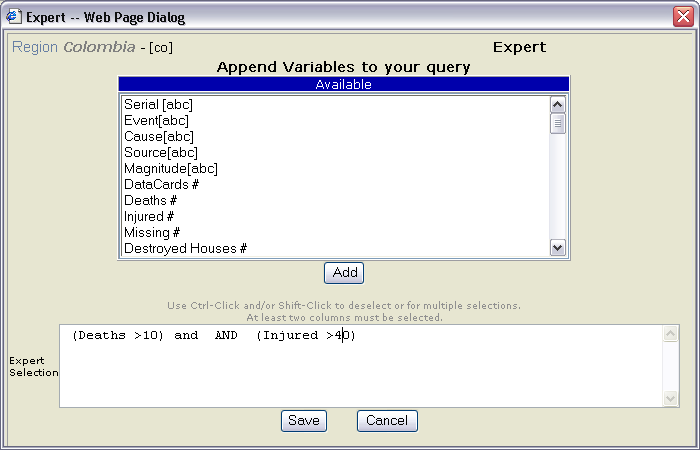 Expert -- Web Page Dialog
Region Colombia - [co] Expert
Append Variables to your query
Available
Serial [abc]
Event[abc]
Cause[abc]
Source[abc]
Magnitude[abc]
DataCards #
Deaths #
Injured #
Missing #
Destroyed Houses #
Add
Use Ctrl-Click and/or Shift-Click to deselect or for multiple selections.
At least two columns must be selected.
Expert
Selection
(Deaths >10) and AND (Injured >40)
Save Cancel